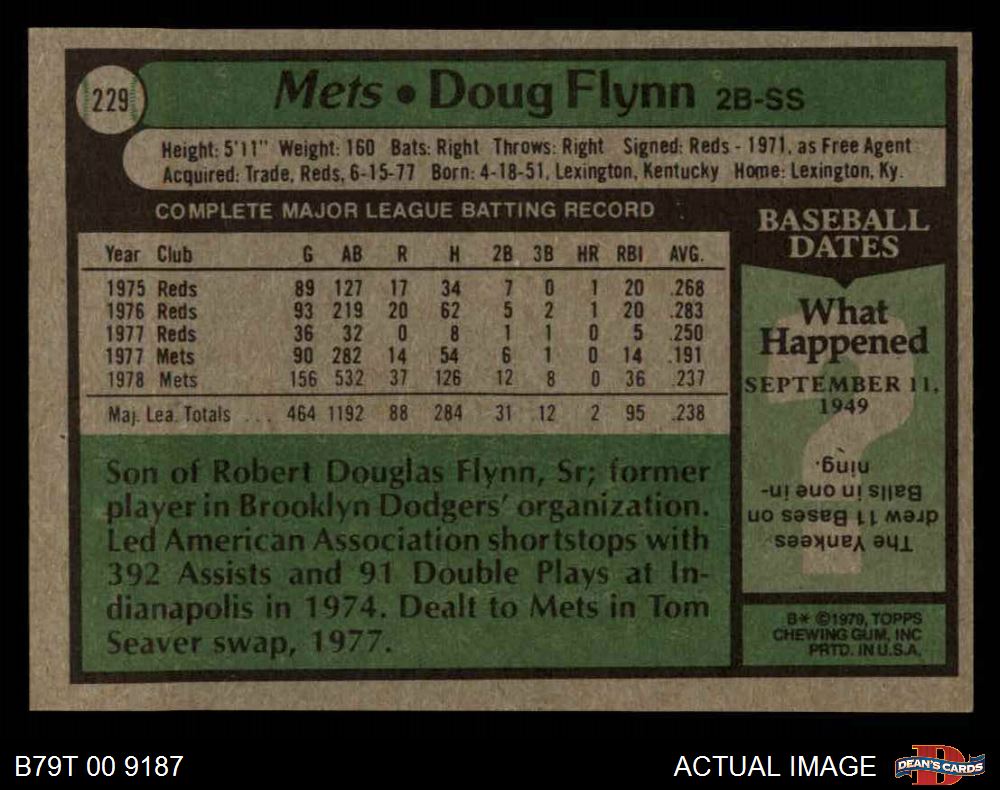 229
Mets • Doug Flynn 2B-SS
Height: 5'11" Weight: 160 Bats: Right Throws: Right Signed: Reds - 1971, as Free Agent
Acquired: Trade, Reds, 6-15-77 Born: 4-18-51, Lexington, Kentucky Home: Lexington, Ky.
COMPLETE MAJOR LEAGUE BATTING RECORD
Year Club G AB R H 2B 3B HR RBI AVG.
1975 Reds 89 127 17 34 7 0 1 20 .268
1976 Reds 93 219 20 62 5 2 1 20 .283
1977 Reds 36 32 0 8 1 1 0 5 .250
1977 Mets 90 282 14 54 6 1 0 14 .191
1978 Mets 156 532 37 126 12 8 0 36 .237
Maj. Lea. Totals ... 464 1192 88 284 31 12 2 95 .238
Son of Robert Douglas Flynn, Sr; former
player in Brooklyn Dodgers' organization.
Led American Association shortstops with
392 Assists and 91 Double Plays at In-
dianapolis in 1974. Dealt to Mets in Tom
Seaver swap, 1977.
BASEBALL
DATES
What
Happened
SEPTEMBER 11,
1949
The Yankees
drew 11 Bases on
Balls in one in-
ning.
B* ©1979, TOPPS
CHEWING GUM, INC
PRTD. IN U.S.A.
B79T 00 9187
ACTUAL IMAGE
DEAN'S CARDS